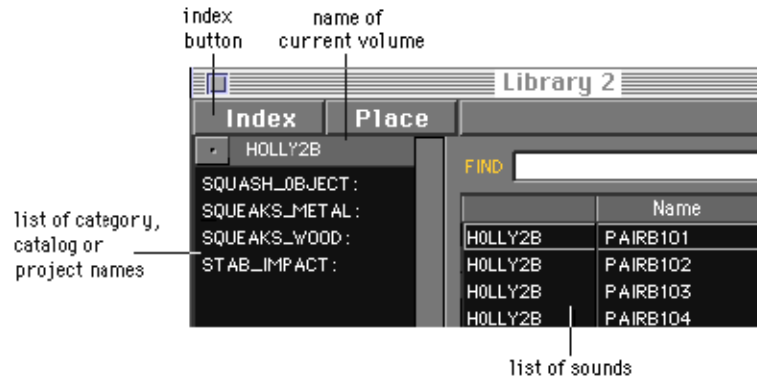 index
button
name of
current volume
Library 2
Index
Place
HOLLY2B
SQUASH_OBJECT:
SQUEAKS_METAL:
SQUEAKS_WOOD:
STAB_IMPACT:
list of category,
catalog or
project names
FIND
Name
HOLLY2B PAIRB101
HOLLY2B PAIRB102
HOLLY2B PAIRB103
HOLLY2B PAIRB104
list of sounds